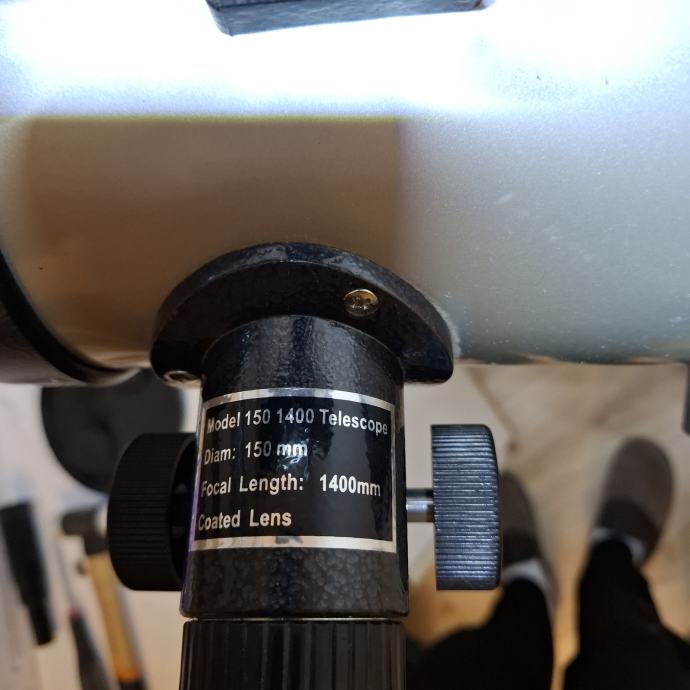 Model 150 1400 Telescope
Diam: 150 mm
Focal Length: 1400mm
Coated Lens